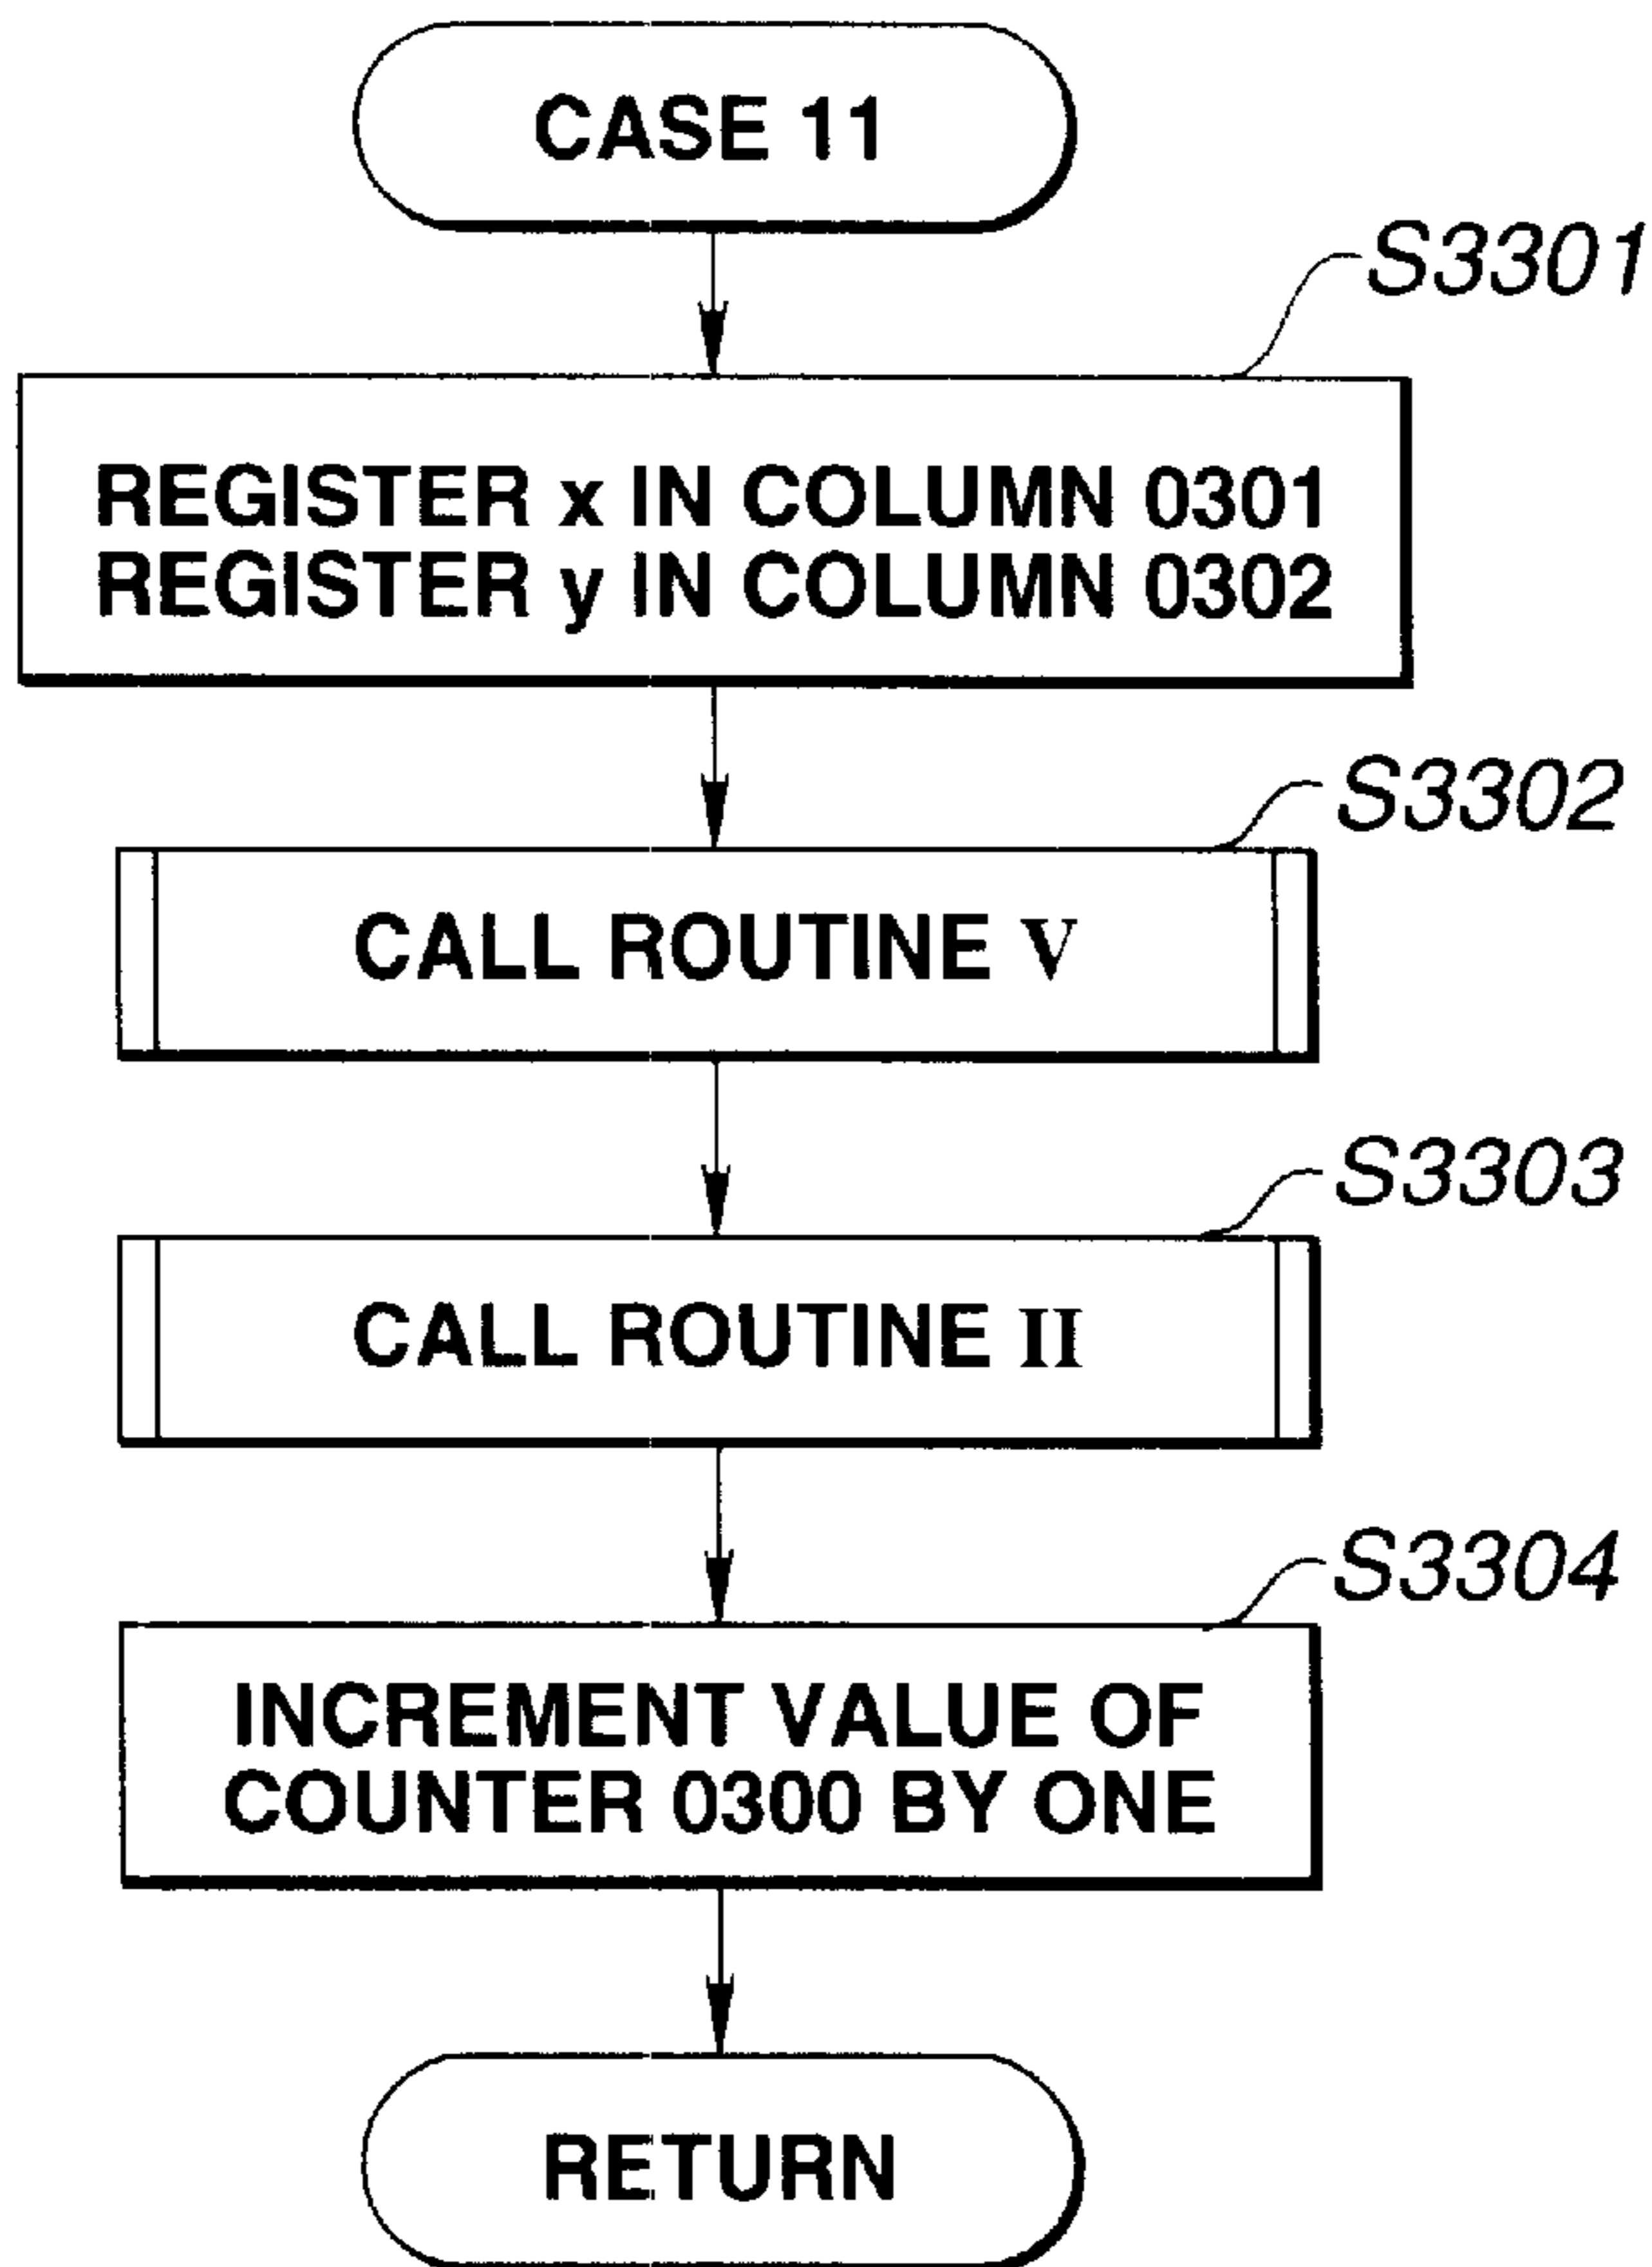 CASE 11
S3301
REGISTER x IN COLUMN 0301
REGISTER y IN COLUMN 0302
S3302
CALL ROUTINE V
S3303
CALL ROUTINE II
S3304
INCREMENT VALUE OF
COUNTER 0300 BY ONE
RETURN